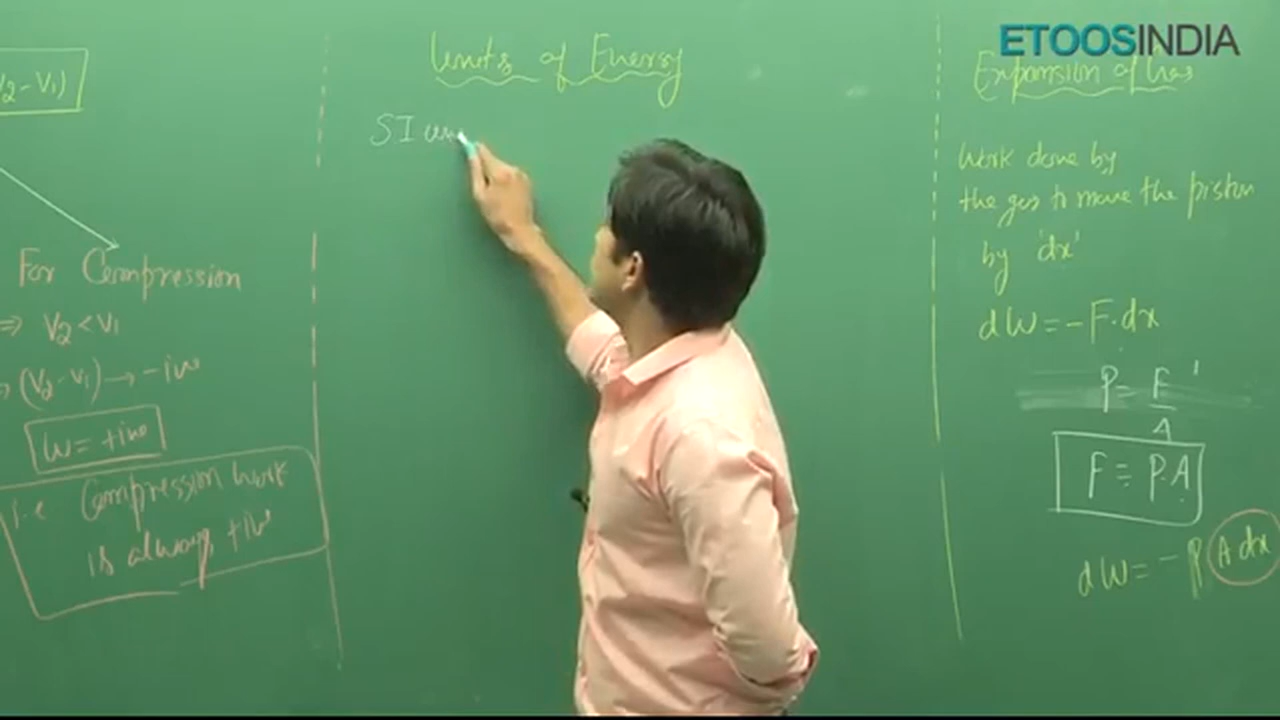 V₂ - V₁)
For Compression
⇒ V₂ < V₁
⇒ (V₂ - V₁) → -ive
W = +ive
i.e Compression work
is always +ive
Units of Energy
SI un
ETOOSINDIA
Expansion of Gas
Work done by
the gas to move the piston
by 'dx'
dW = - F. dx
P = F
A
F = P.A
dW = - P A dx